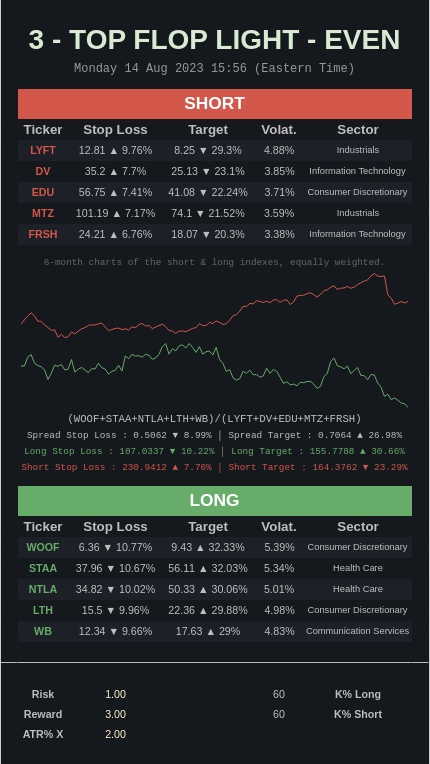 3 - TOP FLOP LIGHT - EVEN
Monday 14 Aug 2023 15:56 (Eastern Time)
SHORT
Ticker Stop Loss Target Volat. Sector
LYFT 12.81 ▲ 9.76% 8.25 ▼ 29.3% 4.88% Industrials
DV 35.2 ▲ 7.7% 25.13 ▼ 23.1% 3.85% Information Technology
EDU 56.75 ▲ 7.41% 41.08 ▼ 22.24% 3.71% Consumer Discretionary
MTZ 101.19 ▲ 7.17% 74.1 ▼ 21.52% 3.59% Industrials
FRSH 24.21 ▲ 6.76% 18.07 ▼ 20.3% 3.38% Information Technology
6-month charts of the short & long indexes, equally weighted.
(WOOF+STAA+NTLA+LTH+WB)/(LYFT+DV+EDU+MTZ+FRSH)
Spread Stop Loss : 0.5062 ▼ 8.99% | Spread Target : 0.7064 ▲ 26.98%
Long Stop Loss : 107.0337 ▼ 10.22% | Long Target : 155.7788 ▲ 30.66%
Short Stop Loss : 230.9412 ▲ 7.76% | Short Target : 164.3762 ▼ 23.29%
LONG
Ticker Stop Loss Target Volat. Sector
WOOF 6.36 ▼ 10.77% 9.43 ▲ 32.33% 5.39% Consumer Discretionary
STAA 37.96 ▼ 10.67% 56.11 ▲ 32.03% 5.34% Health Care
NTLA 34.82 ▼ 10.02% 50.33 ▲ 30.06% 5.01% Health Care
LTH 15.5 ▼ 9.96% 22.36 ▲ 29.88% 4.98% Consumer Discretionary
WB 12.34 ▼ 9.66% 17.63 ▲ 29% 4.83% Communication Services
Risk 1.00 60 K% Long
Reward 3.00 60 K% Short
ATR% X 2.00